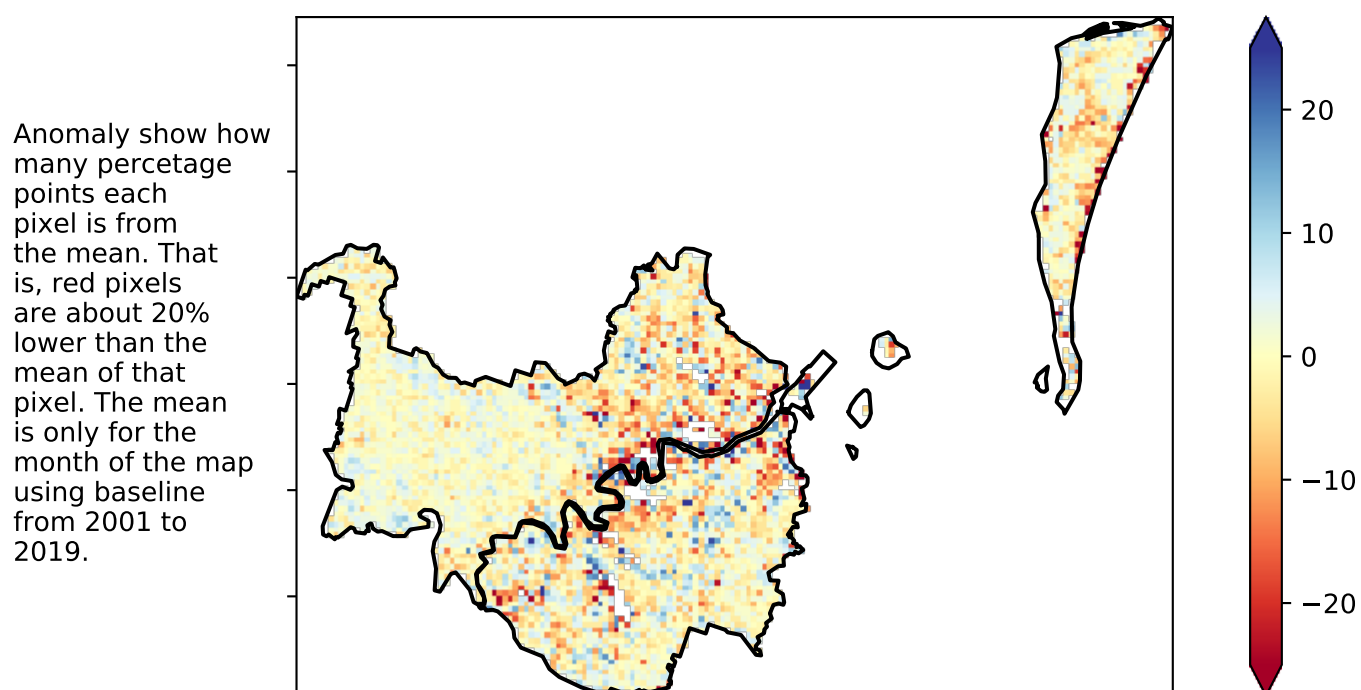 Anomaly show how
many percetage
points each
pixel is from
the mean. That
is, red pixels
are about 20%
lower than the
mean of that
pixel. The mean
is only for the
month of the map
using baseline
from 2001 to
2019.
20
10
0
−10
−20